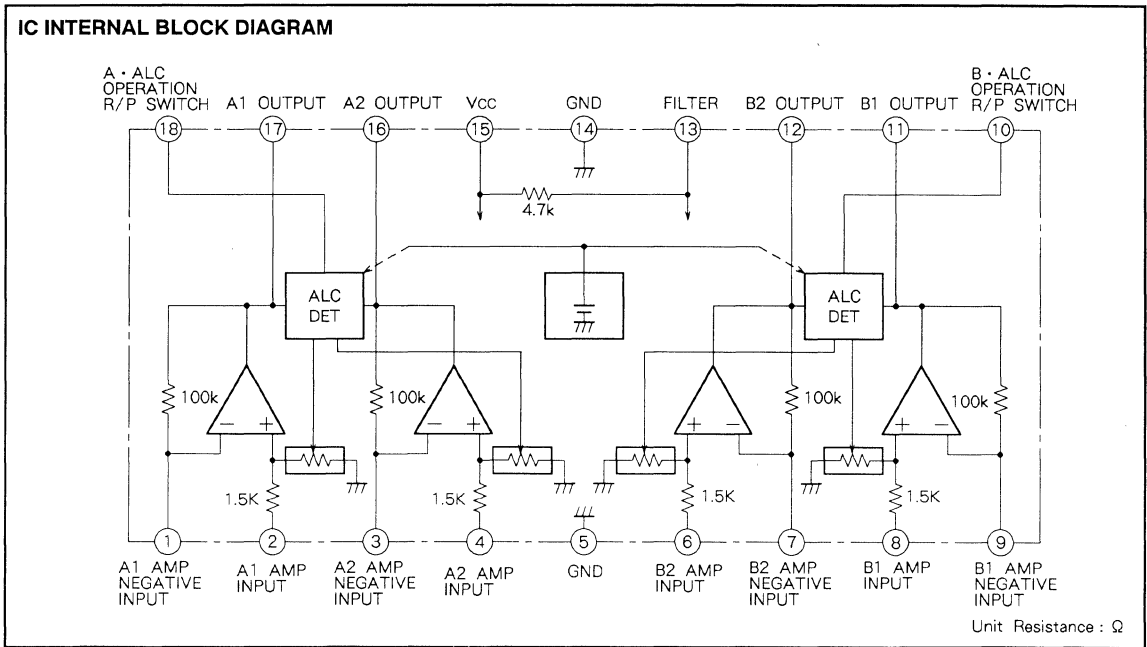 IC INTERNAL BLOCK DIAGRAM
A · ALC
OPERATION
R/P SWITCH
A1 OUTPUT
A2 OUTPUT
Vcc
GND
FILTER
B2 OUTPUT
B1 OUTPUT
B · ALC
OPERATION
R/P SWITCH
18
17
16
15
14
13
12
11
10
4.7k
ALC
DET
ALC
DET
100k
− +
100k
− +
+ −
100k
+ −
100k
1.5K
1.5K
1.5K
1.5K
1
2
3
4
5
6
7
8
9
A1 AMP
NEGATIVE
INPUT
A1 AMP
INPUT
A2 AMP
NEGATIVE
INPUT
A2 AMP
INPUT
GND
B2 AMP
INPUT
B2 AMP
NEGATIVE
INPUT
B1 AMP
INPUT
B1 AMP
NEGATIVE
INPUT
Unit Resistance : Ω